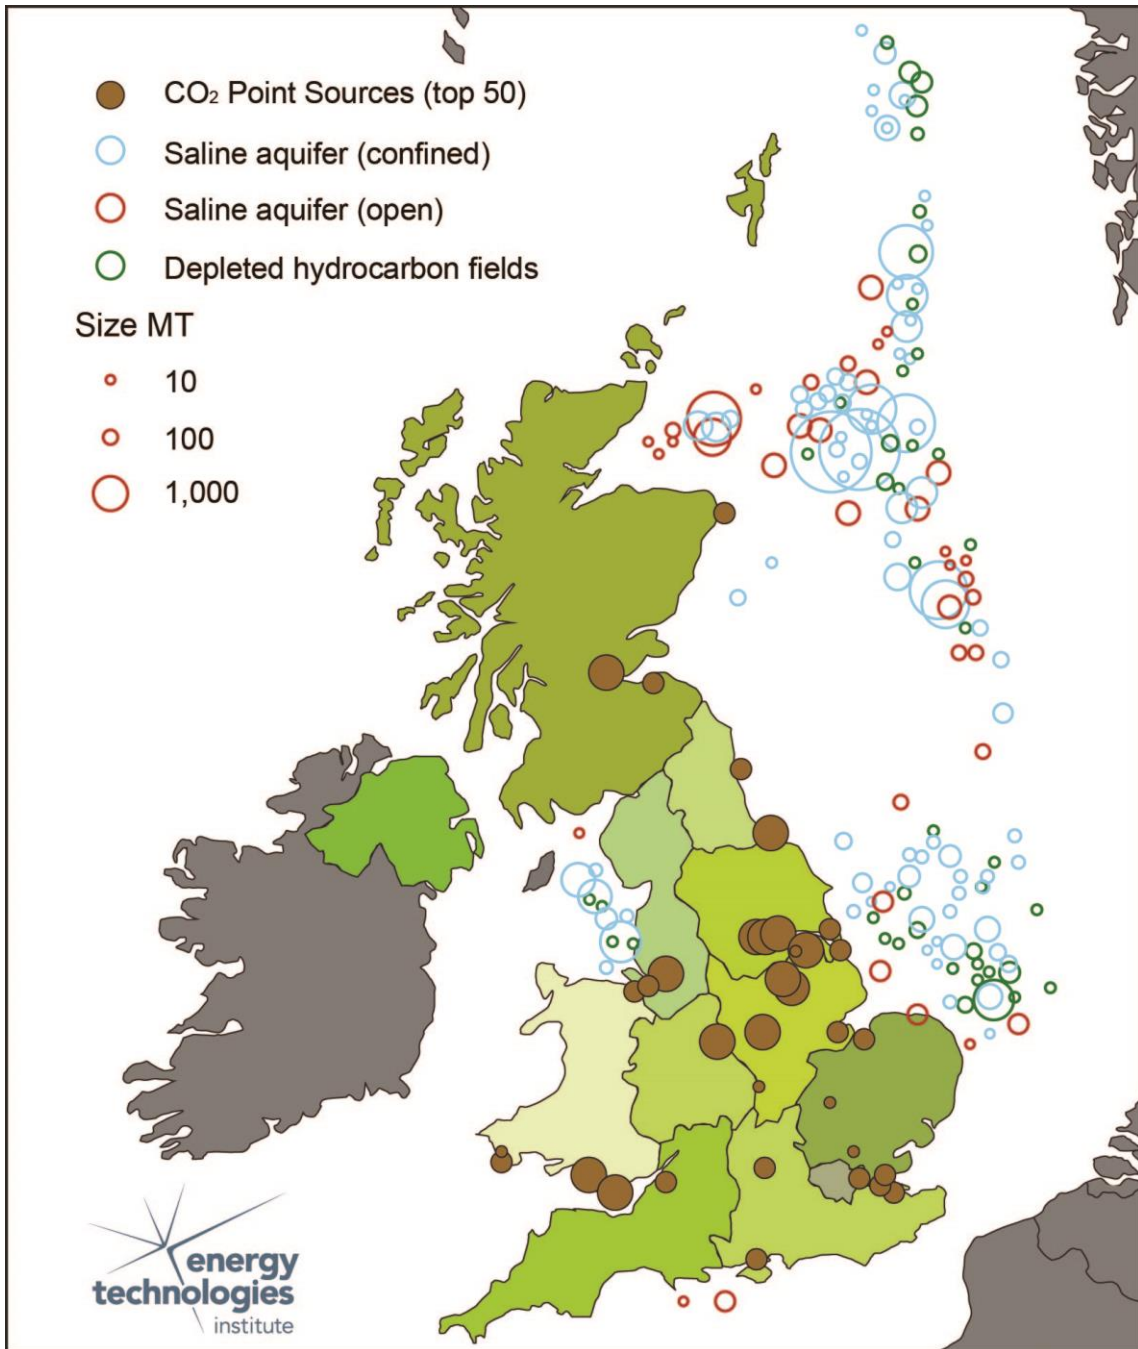 CO₂ Point Sources (top 50)
Saline aquifer (confined)
Saline aquifer (open)
Depleted hydrocarbon fields
Size MT
10
100
1,000
energy
technologies
institute